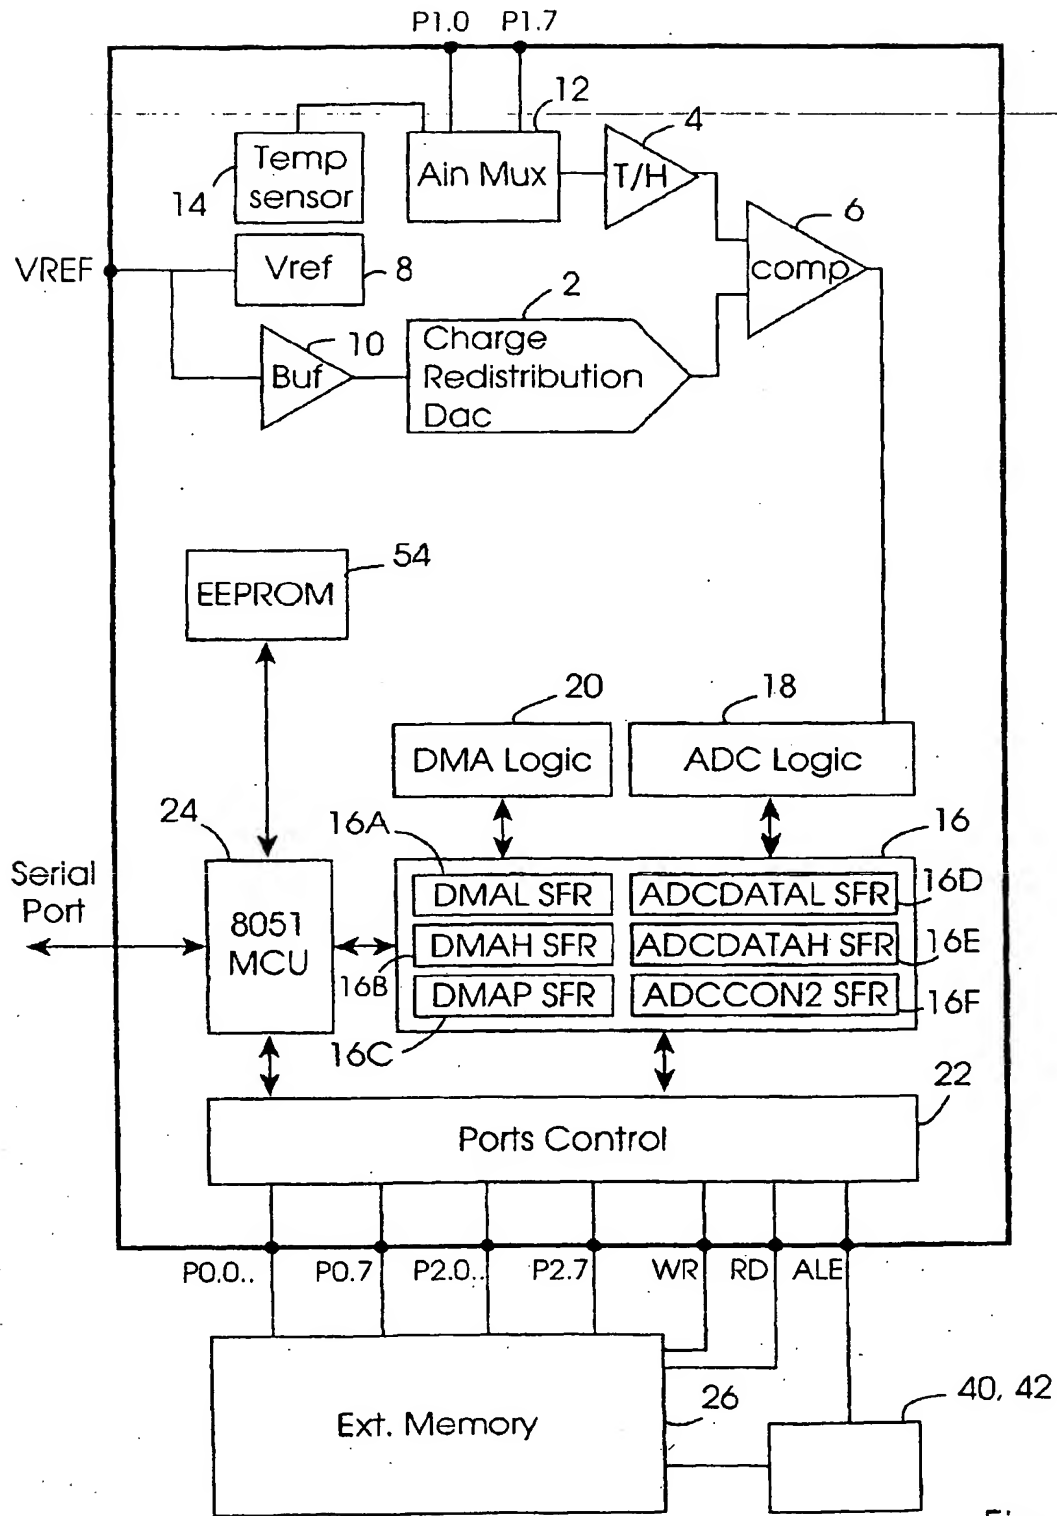 P1.0 P1.7
12
4
Temp
sensor
14
Ain Mux
T/H
6
VREF
Vref
8
comp
2
10
Buf
Charge
Redistribution
Dac
54
EEPROM
20
18
DMA Logic
ADC Logic
24
16A
16
Serial
Port
8051
MCU
DMAL SFR
ADCDATAL SFR
16D
DMAH SFR
ADCDATAH SFR
16E
16B
DMAP SFR
ADCCON2 SFR
16F
16C
22
Ports Control
P0.0.. P0.7 P2.0.. P2.7 WR RD ALE
40, 42
26
Ext. Memory